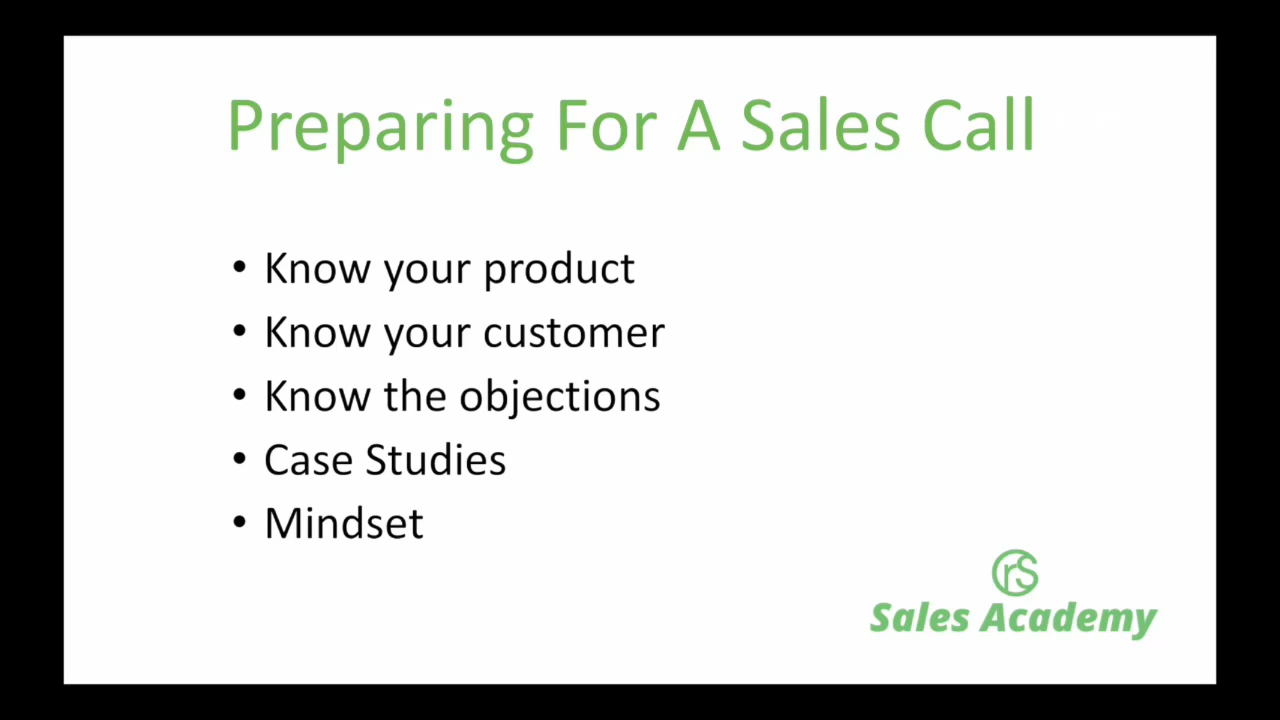 Preparing For A Sales Call
• Know your product
• Know your customer
• Know the objections
• Case Studies
• Mindset
rS
Sales Academy